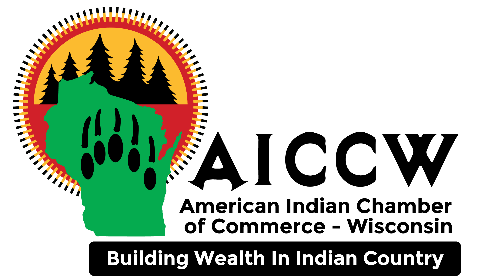 AICCW
American Indian Chamber
of Commerce - Wisconsin
Building Wealth In Indian Country